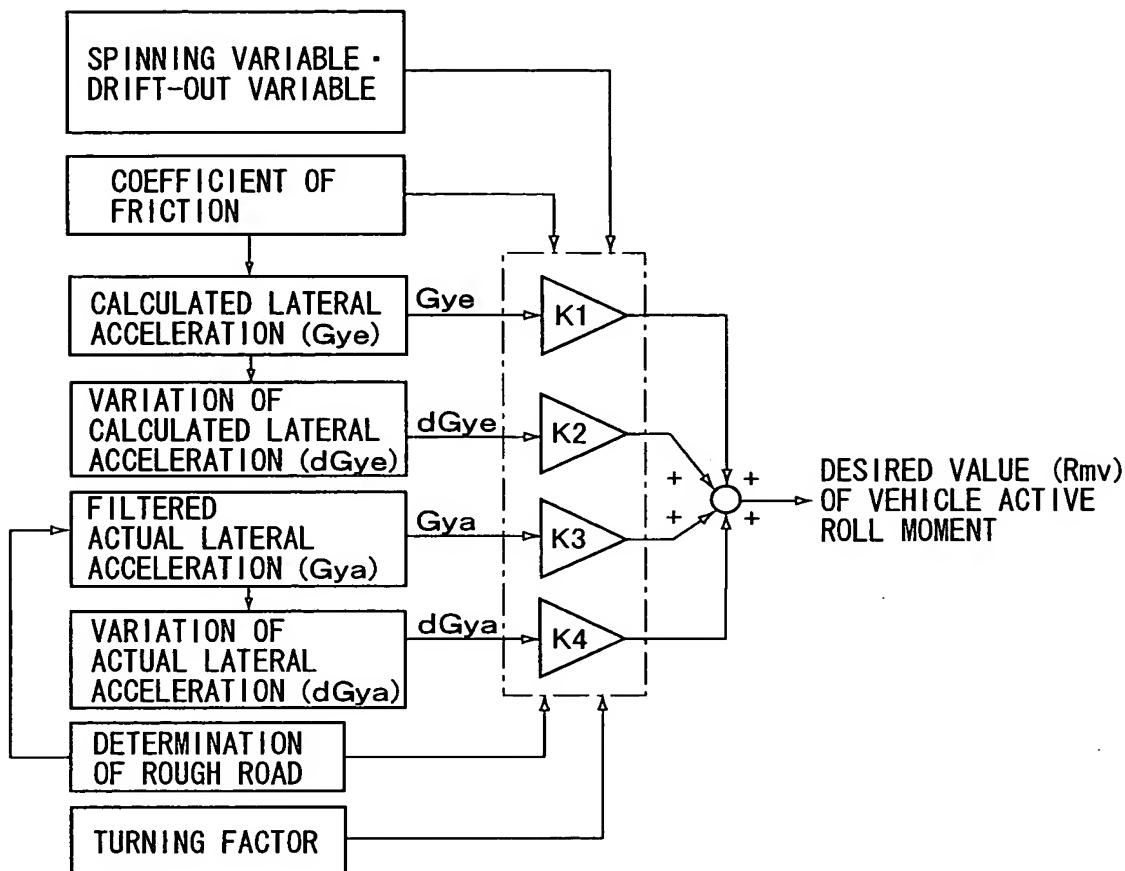 SPINNING VARIABLE・
DRIFT-OUT VARIABLE
COEFFICIENT OF
FRICTION
CALCULATED LATERAL
ACCELERATION (Gye)
Gye
K1
VARIATION OF
CALCULATED LATERAL
ACCELERATION (dGye)
dGye
K2
FILTERED
ACTUAL LATERAL
ACCELERATION (Gya)
Gya
K3
VARIATION OF
ACTUAL LATERAL
ACCELERATION (dGya)
dGya
K4
+ +
+ +
DESIRED VALUE (Rmv)
OF VEHICLE ACTIVE
ROLL MOMENT
DETERMINATION
OF ROUGH ROAD
TURNING FACTOR